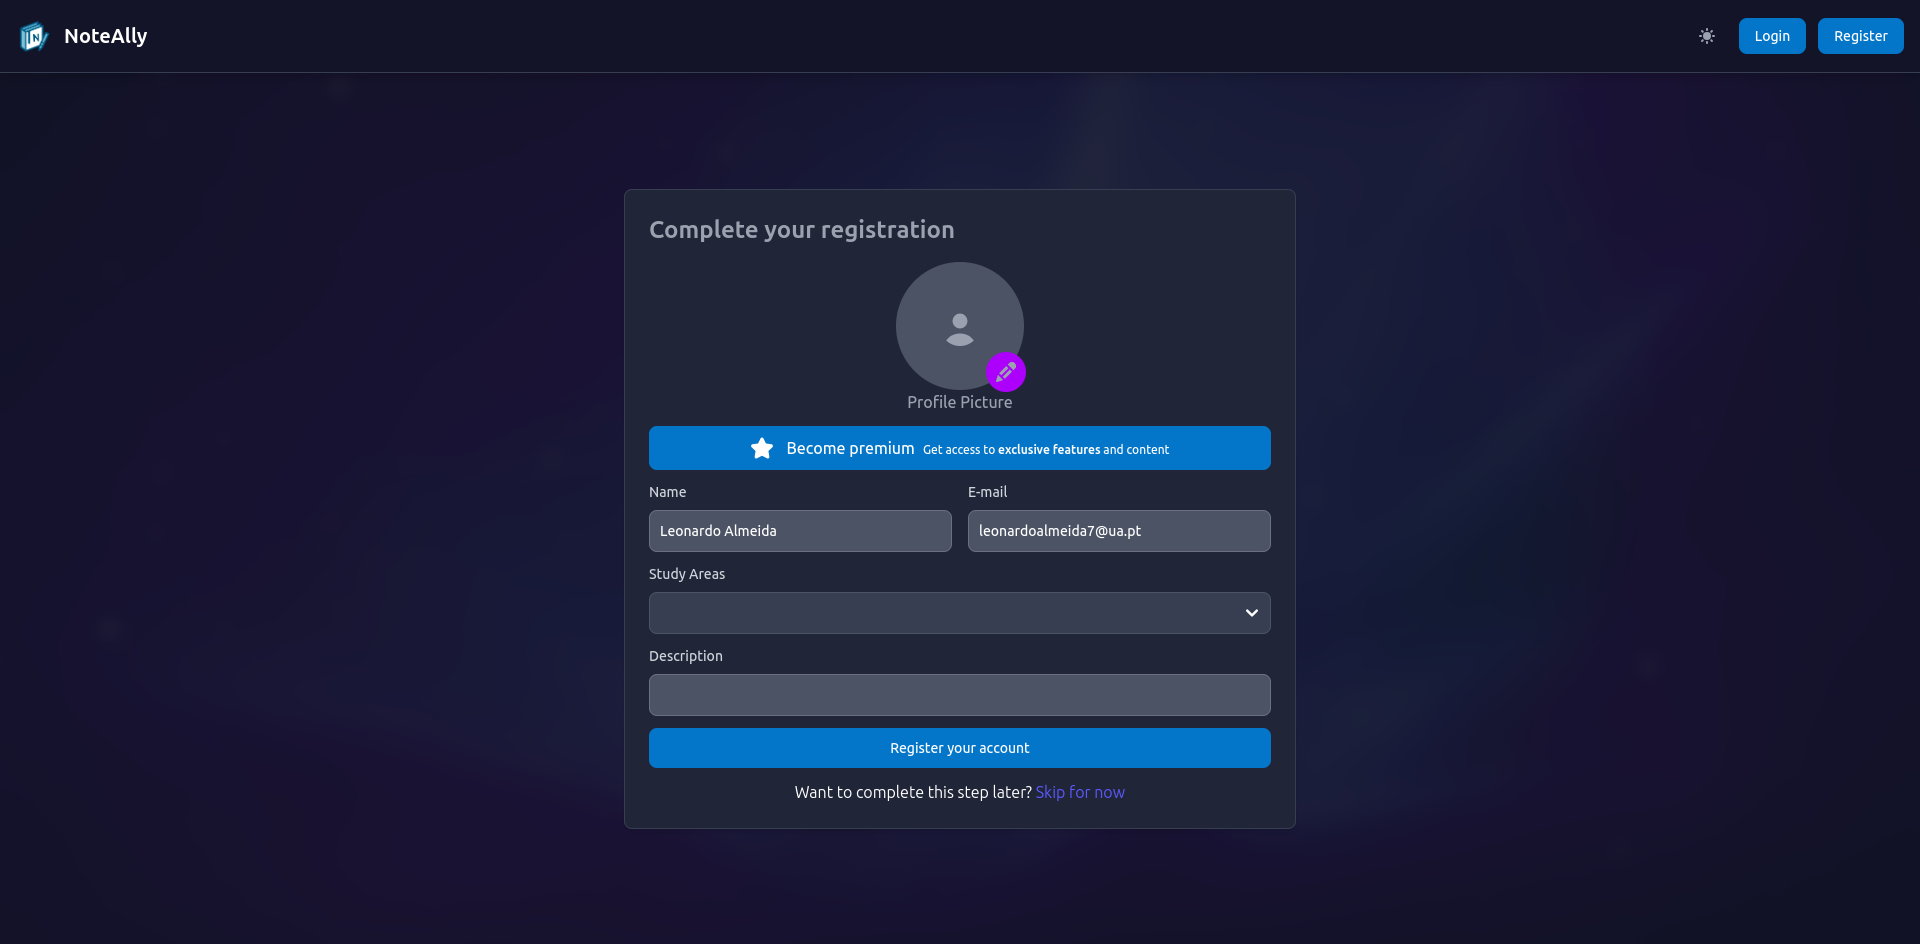 NoteAlly
Login
Register
Complete your registration
Profile Picture
Become premium Get access to exclusive features and content
Name
E-mail
Leonardo Almeida
leonardoalmeida7@ua.pt
Study Areas
Description
Register your account
Want to complete this step later? Skip for now